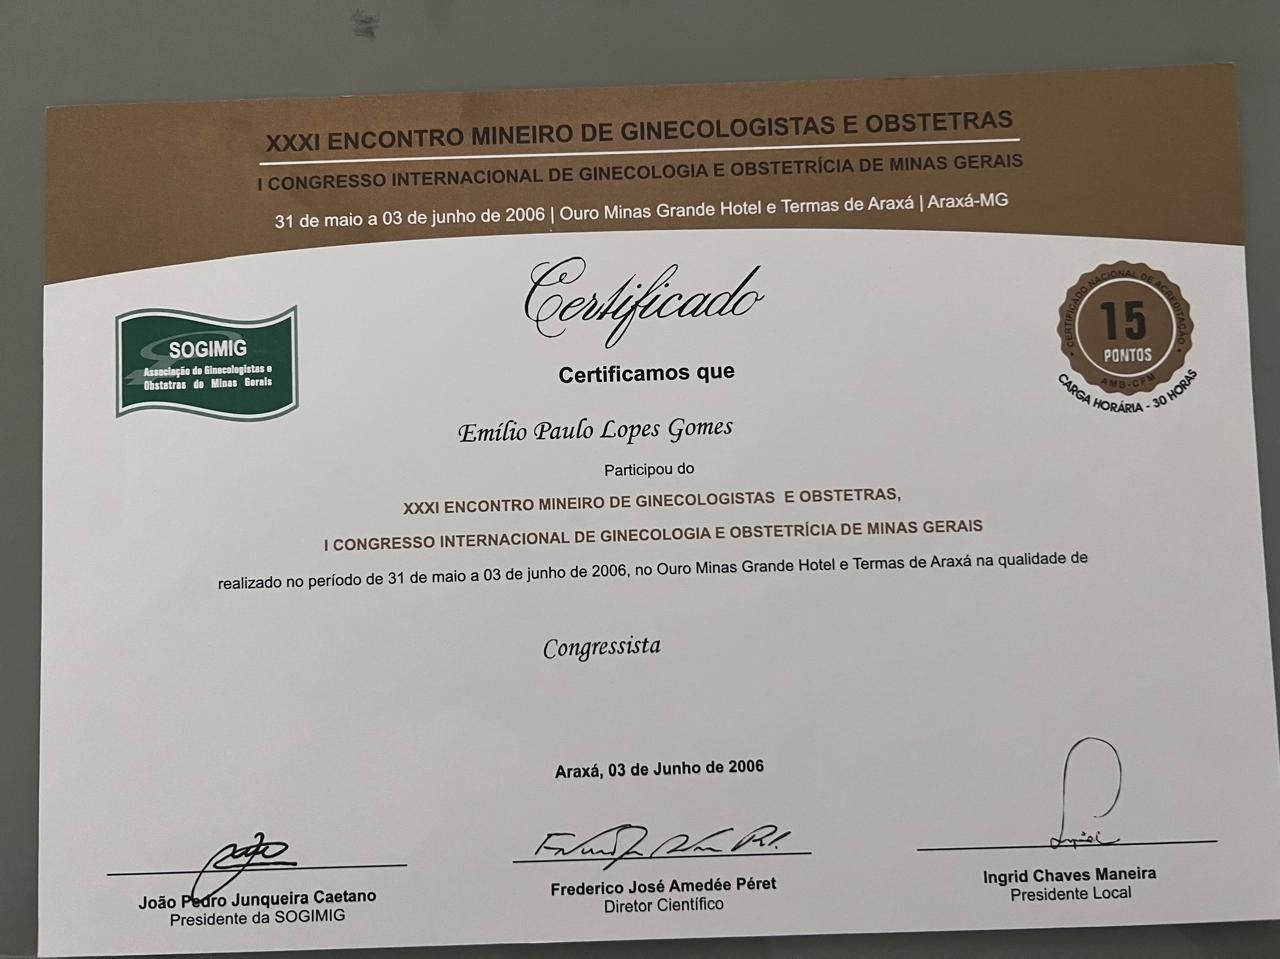 XXXI ENCONTRO MINEIRO DE GINECOLOGISTAS E OBSTETRAS
I CONGRESSO INTERNACIONAL DE GINECOLOGIA E OBSTETRÍCIA DE MINAS GERAIS
31 de maio a 03 de junho de 2006 | Ouro Minas Grande Hotel e Termas de Araxá | Araxá-MG
Certificado
SOGIMIG
Associação de Ginecologistas e
Obstetras de Minas Gerais
• CERTIFICADO NACIONAL DE ACREDITAÇÃO •
15
PONTOS
AMB-CFM
CARGA HORÁRIA - 30 HORAS
Certificamos que
Emílio Paulo Lopes Gomes
Participou do
XXXI ENCONTRO MINEIRO DE GINECOLOGISTAS E OBSTETRAS,
I CONGRESSO INTERNACIONAL DE GINECOLOGIA E OBSTETRÍCIA DE MINAS GERAIS
realizado no período de 31 de maio a 03 de junho de 2006, no Ouro Minas Grande Hotel e Termas de Araxá na qualidade de
Congressista
Araxá, 03 de Junho de 2006
João Pedro Junqueira Caetano
Presidente da SOGIMIG
Frederico José Amedée Péret
Diretor Científico
Ingrid Chaves Maneira
Presidente Local